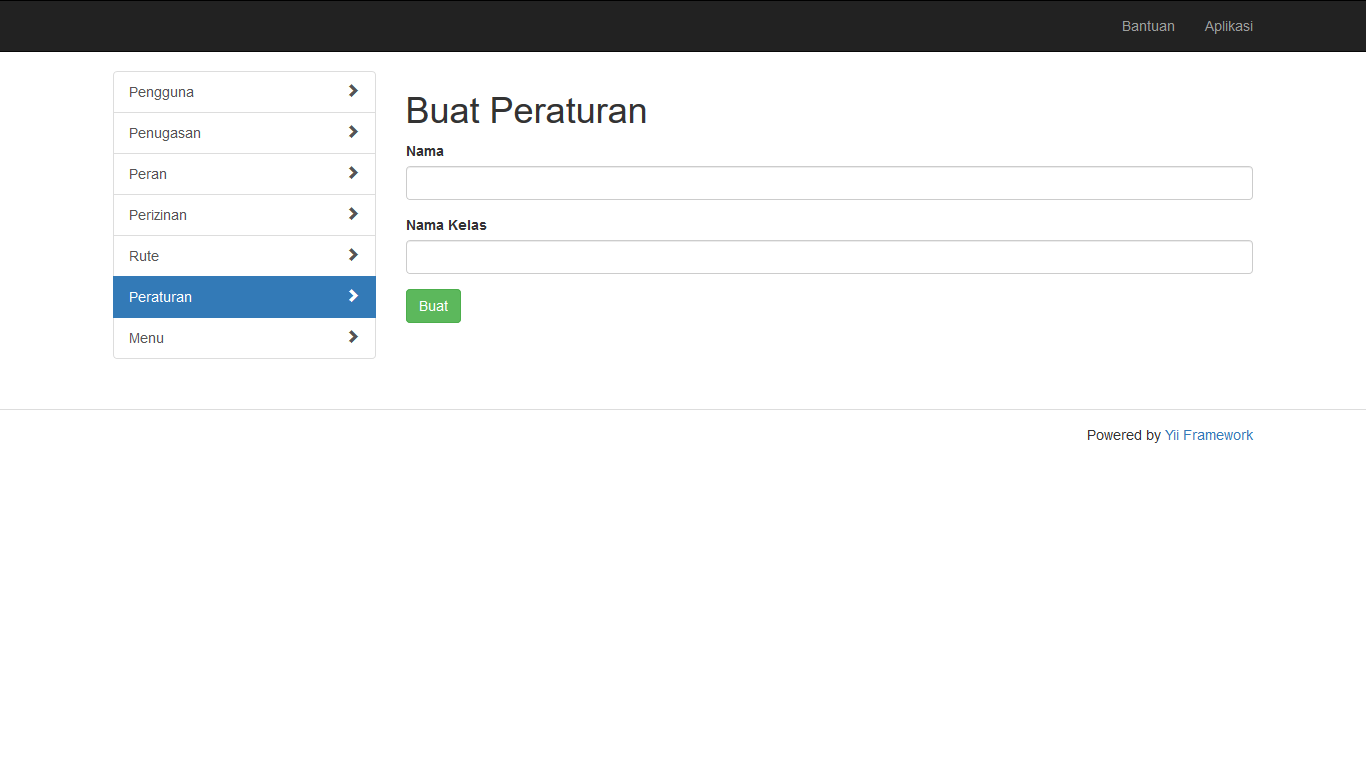 Bantuan Aplikasi
Pengguna
Penugasan
Peran
Perizinan
Rute
Peraturan
Menu
Buat Peraturan
Nama
Nama Kelas
Buat
Powered by Yii Framework